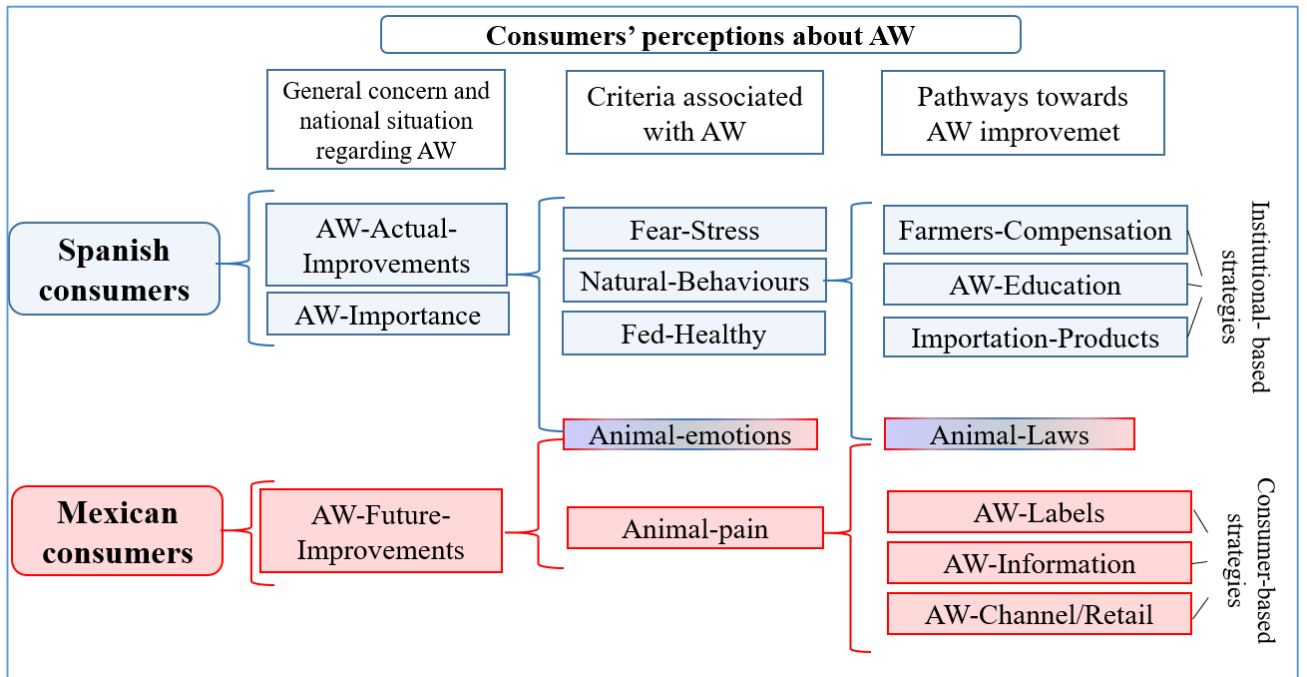 Consumers' perceptions about AW
General concern and
national situation
regarding AW
Criteria associated
with AW
Pathways towards
AW improvemet
Spanish
consumers
AW-Actual-
Improvements
AW-Importance
Fear-Stress
Natural-Behaviours
Fed-Healthy
Farmers-Compensation
AW-Education
Importation-Products
Institutional- based
strategies
Animal-emotions
Animal-Laws
Mexican
consumers
AW-Future-
Improvements
Animal-pain
AW-Labels
AW-Information
AW-Channel/Retail
Consumer-based
strategies